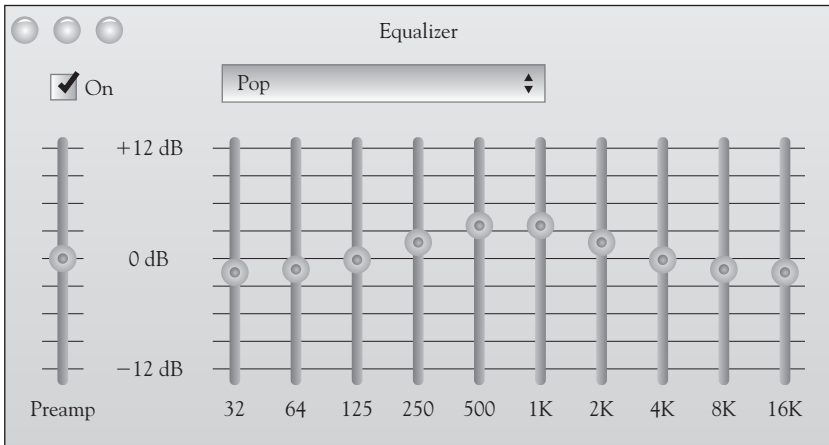 Equalizer
On
Pop
+12 dB
0 dB
−12 dB
Preamp 32 64 125 250 500 1K 2K 4K 8K 16K